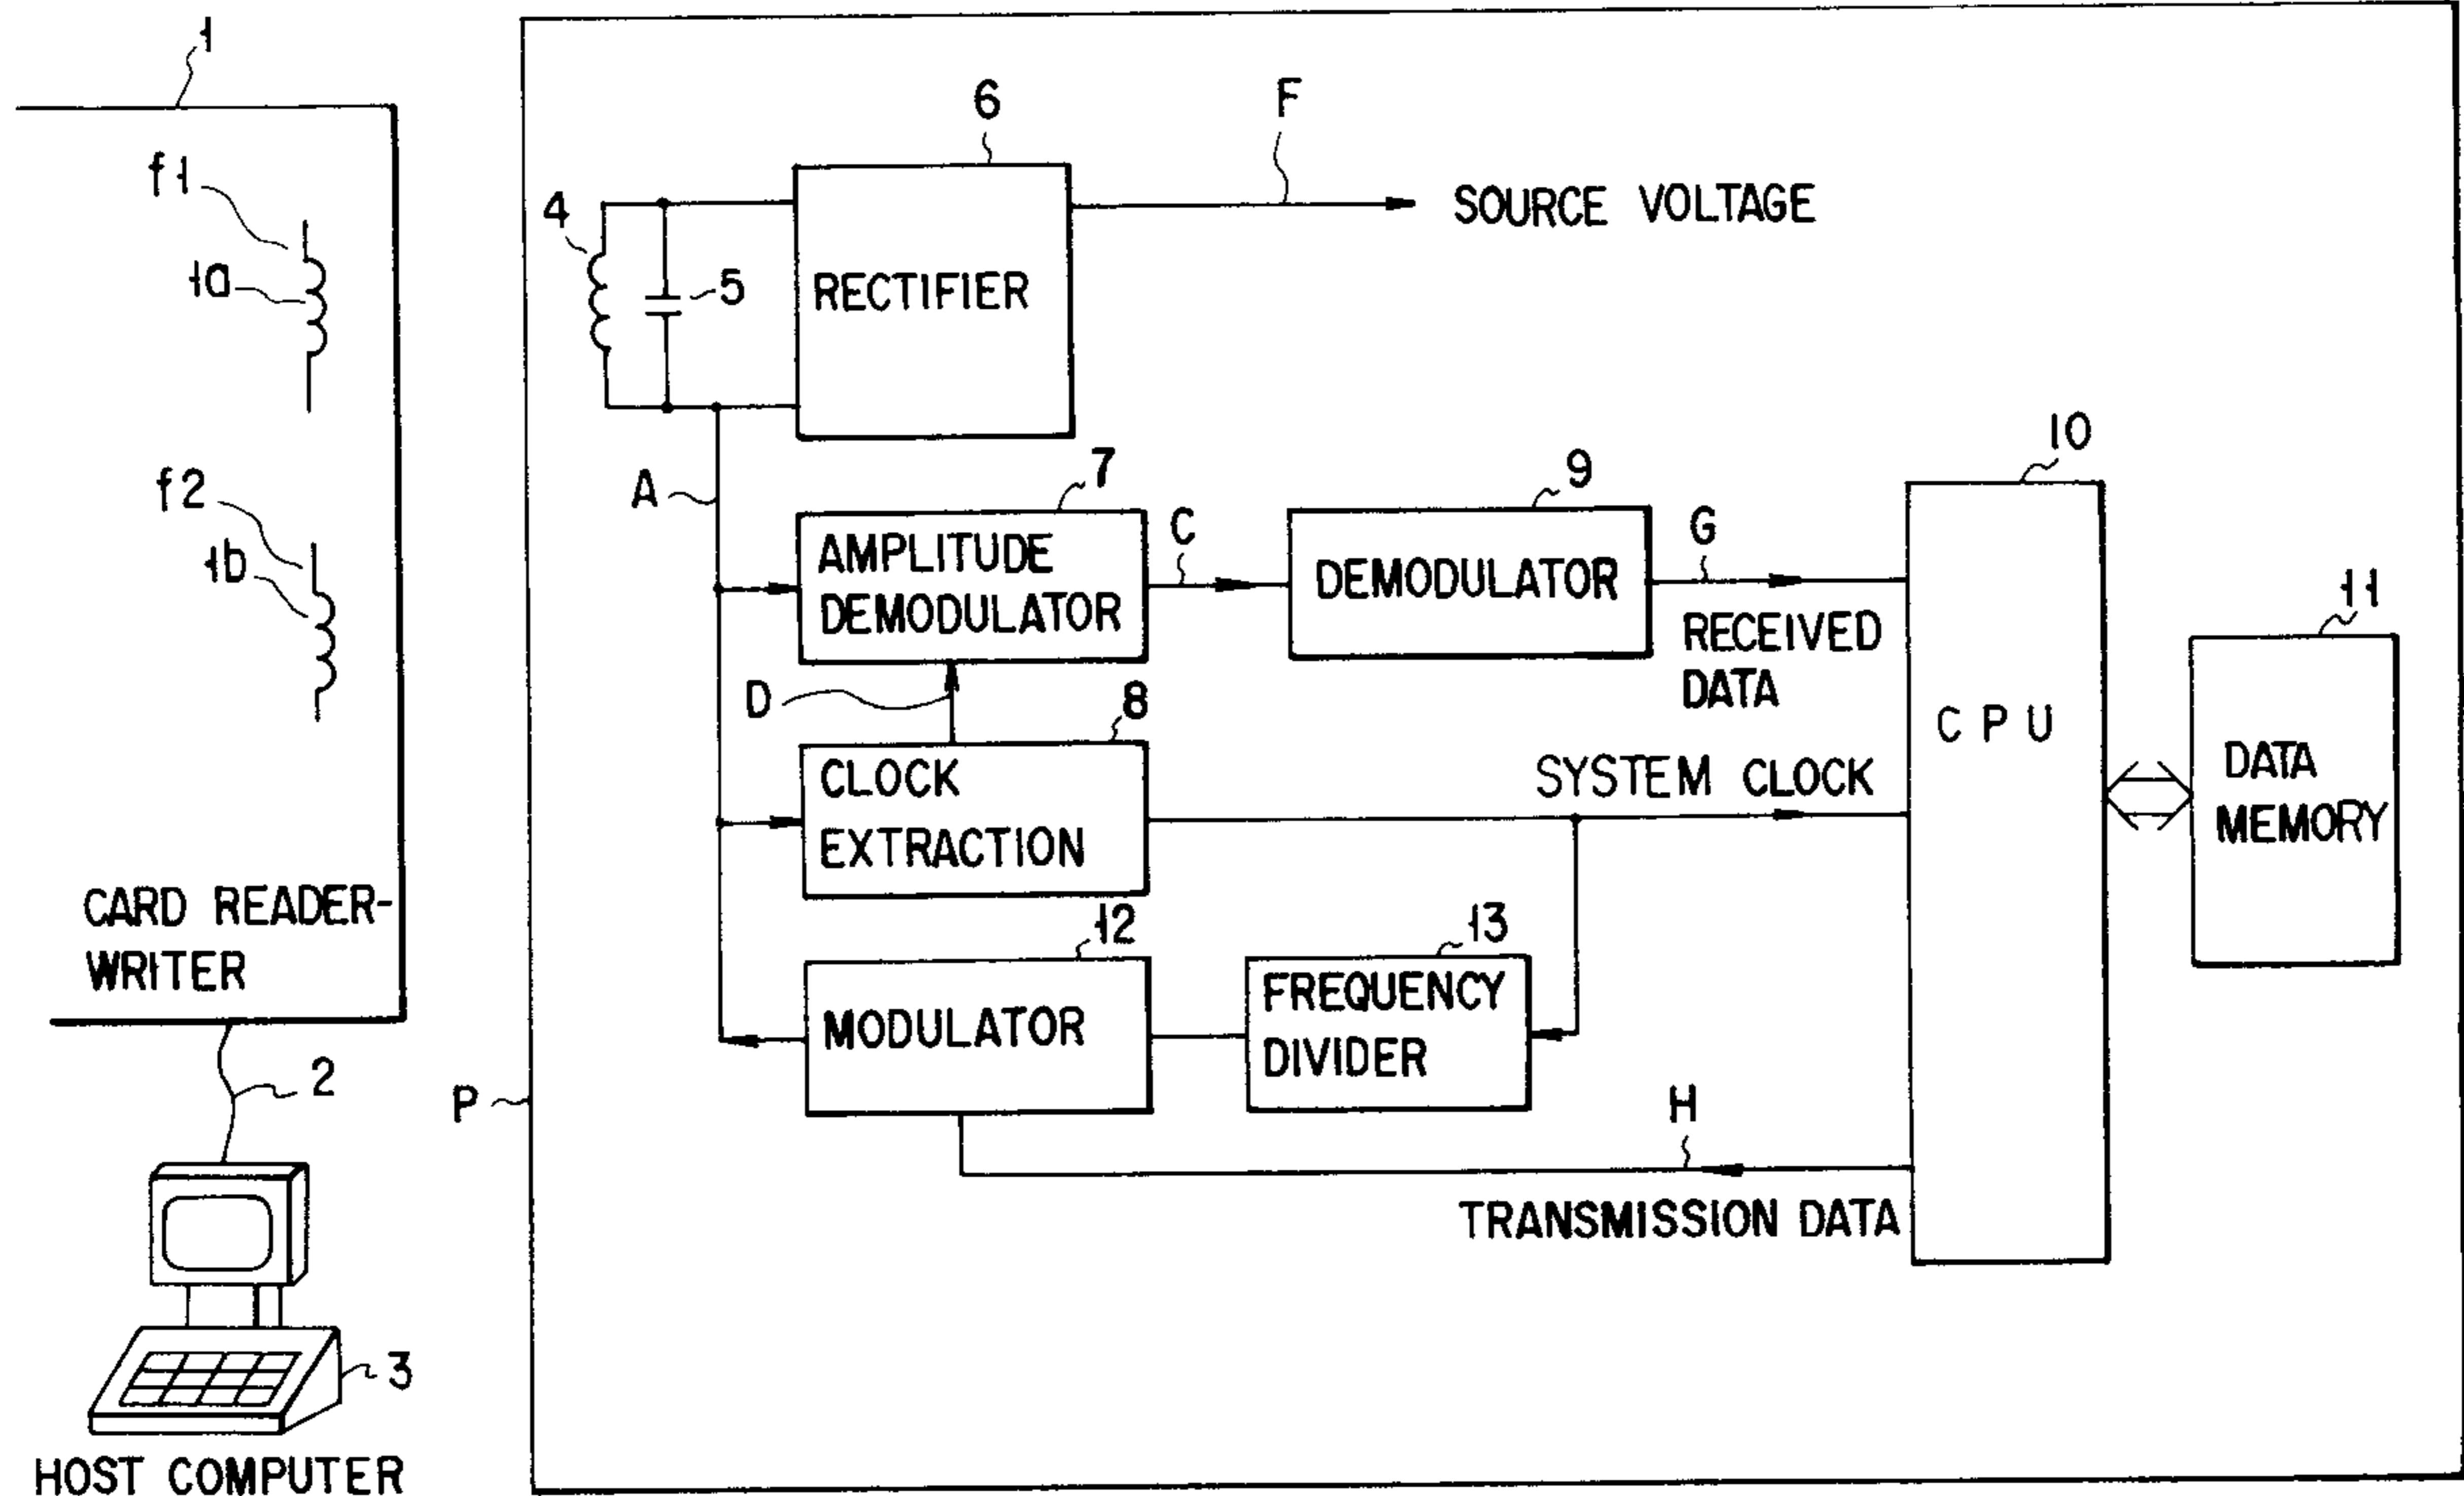 1
f1
1a
f2
1b
CARD READER-
WRITER
2
3
HOST COMPUTER
P
4
5
6
RECTIFIER
F
SOURCE VOLTAGE
A
7
AMPLITUDE
DEMODULATOR
C
9
DEMODULATOR
G
RECEIVED
DATA
10
CPU
11
DATA
MEMORY
D
8
CLOCK
EXTRACTION
SYSTEM CLOCK
12
MODULATOR
13
FREQUENCY
DIVIDER
H
TRANSMISSION DATA